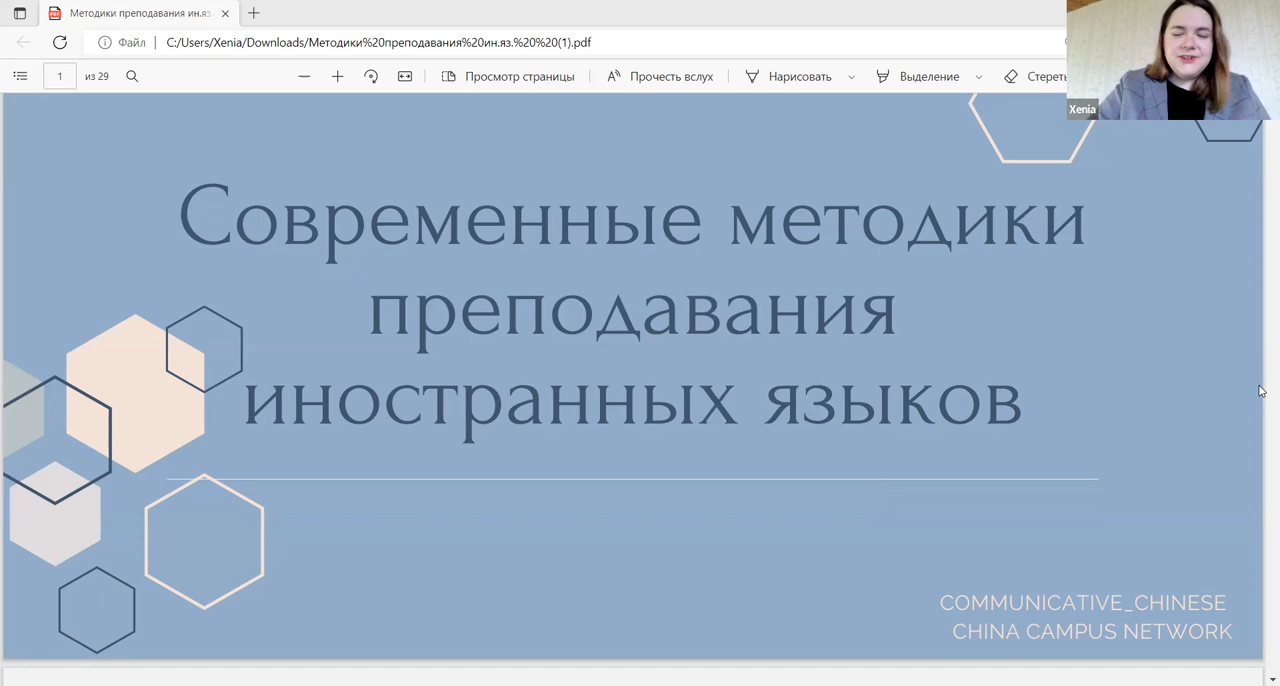 Методики преподавания ин.яз.
Файл
C:/Users/Xenia/Downloads/Методики%20преподавания%20ин.яз.%20%20(1).pdf
1
из 29
Просмотр страницы
Прочесть вслух
Нарисовать
Выделение
Стереть
Xenia
Современные методики
преподавания
иностранных языков
COMMUNICATIVE_CHINESE
CHINA CAMPUS NETWORK